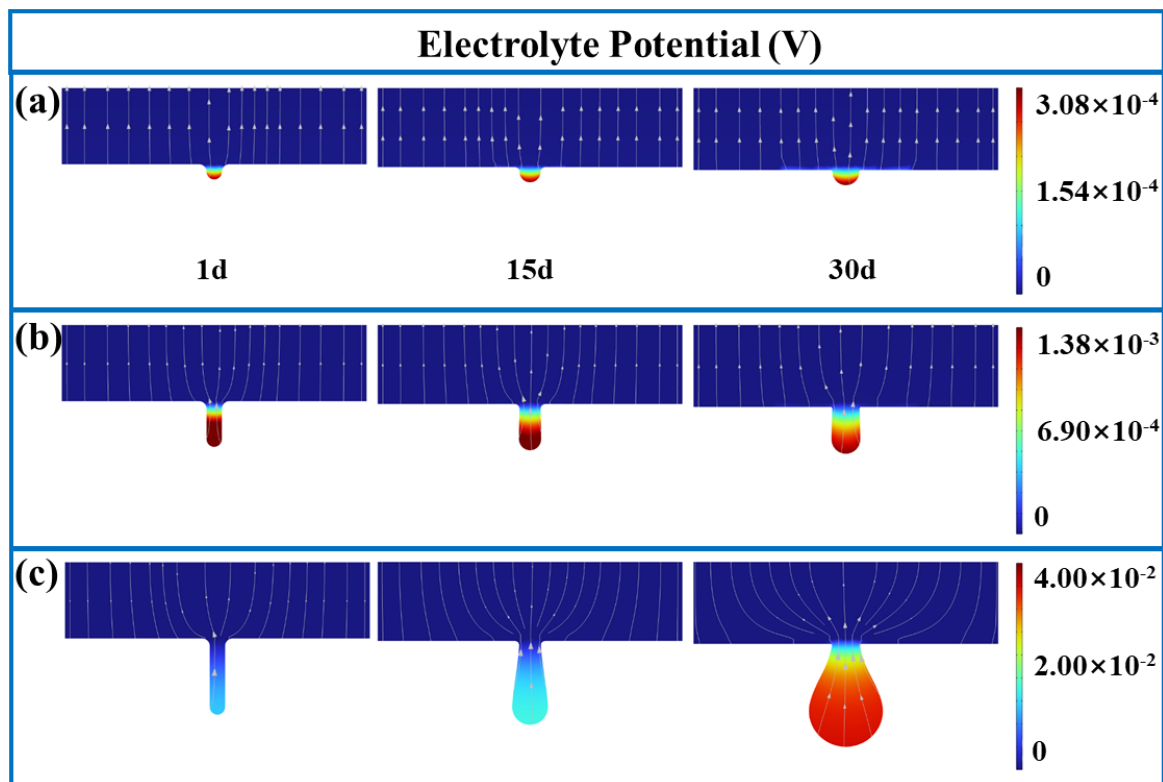 Electrolyte Potential (V)
(a)
3.08×10⁻⁴
1.54×10⁻⁴
0
1d 15d 30d
(b)
1.38×10⁻³
6.90×10⁻⁴
0
(c)
4.00×10⁻²
2.00×10⁻²
0